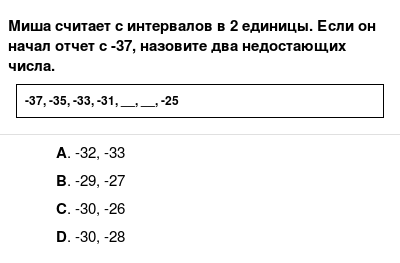 Миша считает с интервалов в 2 единицы. Если он
начал отчет с -37, назовите два недостающих
числа.
-37, -35, -33, -31, __, __, -25
A. -32, -33
B. -29, -27
C. -30, -26
D. -30, -28